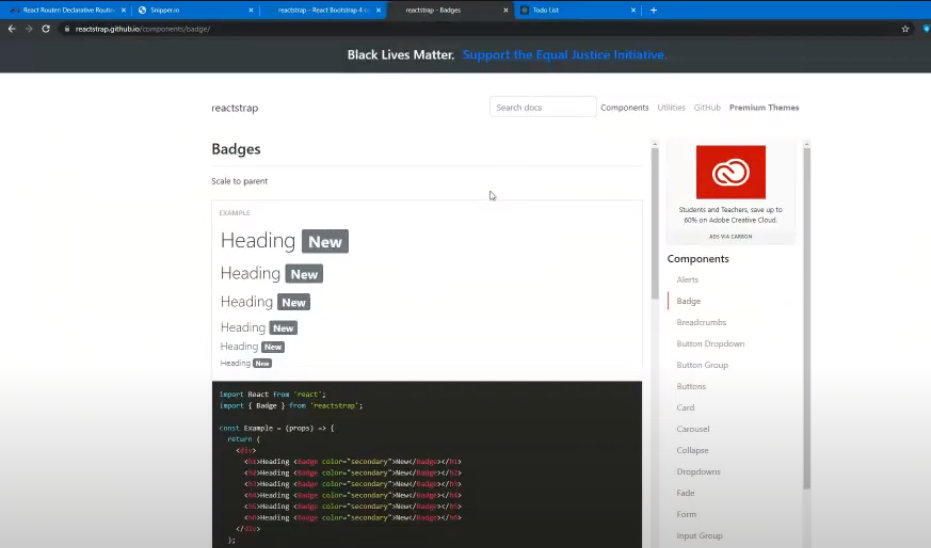 React Router: Declarative Routin
Snipper.in
reactstrap - React Bootstrap 4 c
reactstrap - Badges
Todo List
reactstrap.github.io/components/badge/
Black Lives Matter. Support the Equal Justice Initiative.
reactstrap
Search docs
Components
Utilities
GitHub
Premium Themes
Badges
Scale to parent
EXAMPLE
Heading New
Heading New
Heading New
Heading New
Heading New
Heading New
import React from 'react';
import { Badge } from 'reactstrap';
const Example = (props) => {
return (
<div>
<h1>Heading <Badge color="secondary">New</Badge></h1>
<h2>Heading <Badge color="secondary">New</Badge></h2>
<h3>Heading <Badge color="secondary">New</Badge></h3>
<h4>Heading <Badge color="secondary">New</Badge></h4>
<h5>Heading <Badge color="secondary">New</Badge></h5>
<h6>Heading <Badge color="secondary">New</Badge></h6>
</div>
);
Students and Teachers, save up to
60% on Adobe Creative Cloud.
ADS VIA CARBON
Components
Alerts
Badge
Breadcrumbs
Button Dropdown
Button Group
Buttons
Card
Carousel
Collapse
Dropdowns
Fade
Form
Input Group